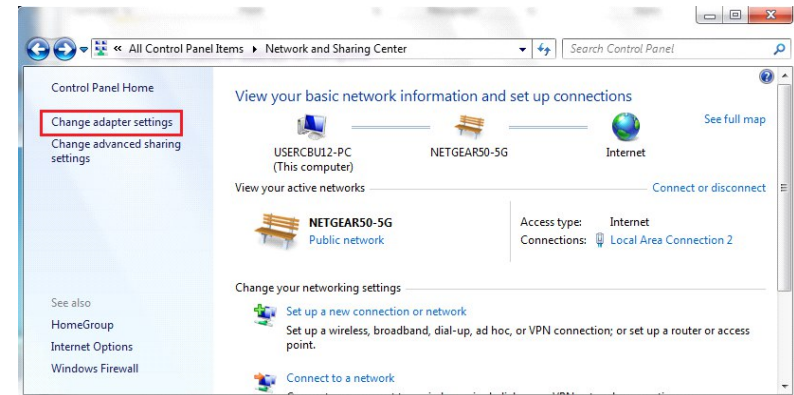 « All Control Panel Items ▸ Network and Sharing Center
Search Control Panel
Control Panel Home
Change adapter settings
Change advanced sharing
settings
See also
HomeGroup
Internet Options
Windows Firewall
View your basic network information and set up connections
See full map
USERCBU12-PC
(This computer)
NETGEAR50-5G
Internet
View your active networks
Connect or disconnect
NETGEAR50-5G
Public network
Access type: Internet
Connections: Local Area Connection 2
Change your networking settings
Set up a new connection or network
Set up a wireless, broadband, dial-up, ad hoc, or VPN connection; or set up a router or access
point.
Connect to a network